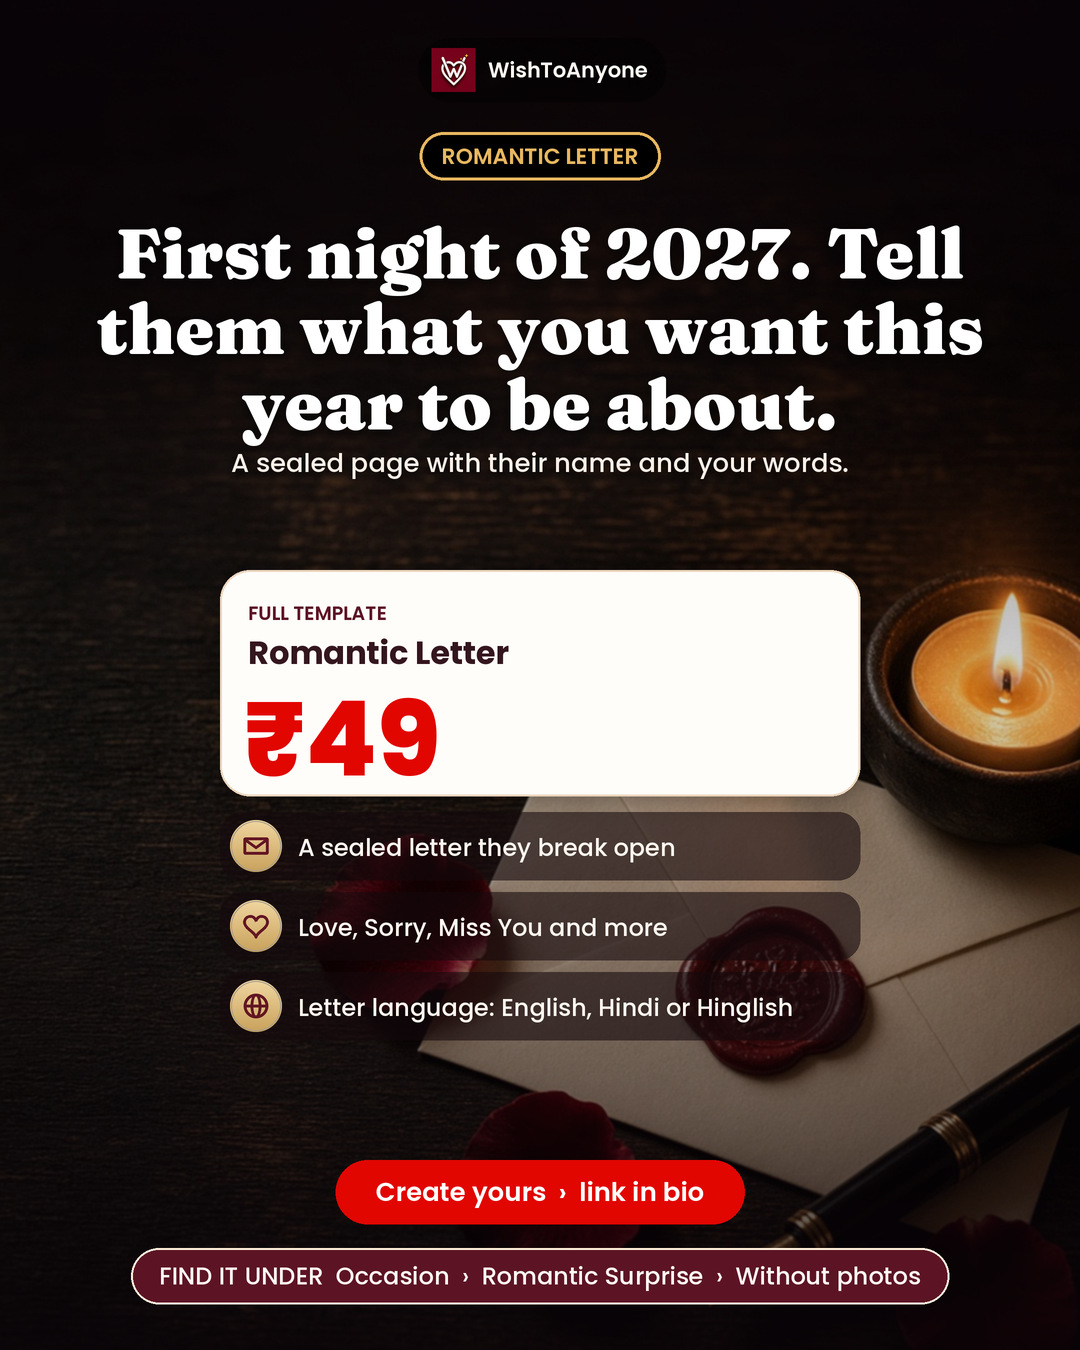 WishToAnyone
ROMANTIC LETTER
First night of 2027. Tell
them what you want this
year to be about.
A sealed page with their name and your words.
FULL TEMPLATE
Romantic Letter
₹49
A sealed letter they break open
Love, Sorry, Miss You and more
Letter language: English, Hindi or Hinglish
Create yours › link in bio
FIND IT UNDER Occasion › Romantic Surprise › Without photos